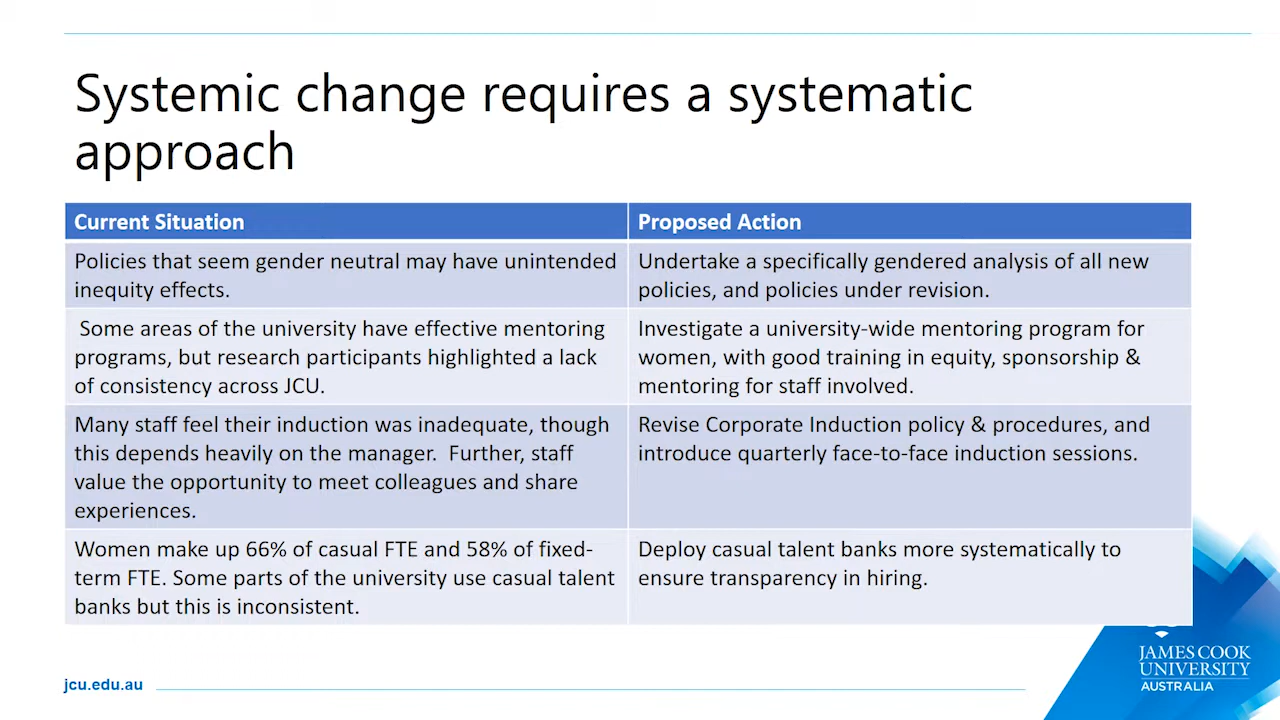 Systemic change requires a systematic
approach
Current Situation
Proposed Action
Policies that seem gender neutral may have unintended
inequity effects.
Undertake a specifically gendered analysis of all new
policies, and policies under revision.
Some areas of the university have effective mentoring
programs, but research participants highlighted a lack
of consistency across JCU.
Investigate a university-wide mentoring program for
women, with good training in equity, sponsorship &
mentoring for staff involved.
Many staff feel their induction was inadequate, though
this depends heavily on the manager.  Further, staff
value the opportunity to meet colleagues and share
experiences.
Revise Corporate Induction policy & procedures, and
introduce quarterly face-to-face induction sessions.
Women make up 66% of casual FTE and 58% of fixed-
term FTE. Some parts of the university use casual talent
banks but this is inconsistent.
Deploy casual talent banks more systematically to
ensure transparency in hiring.
jcu.edu.au
JAMES COOK
UNIVERSITY
AUSTRALIA